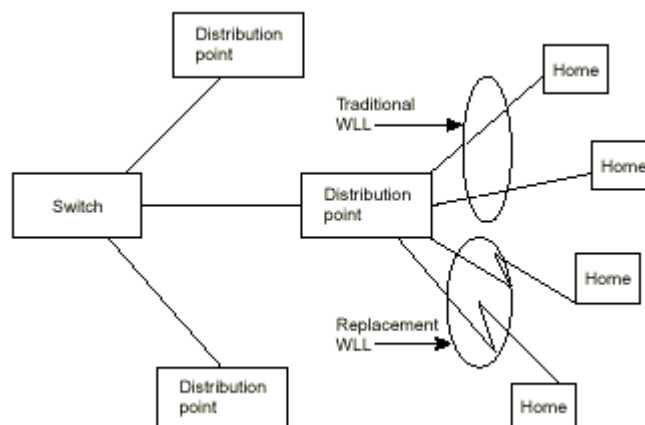 Distribution
point
Home
Traditional
WLL
Home
Switch
Distribution
point
Home
Replacement
WLL
Distribution
point
Home